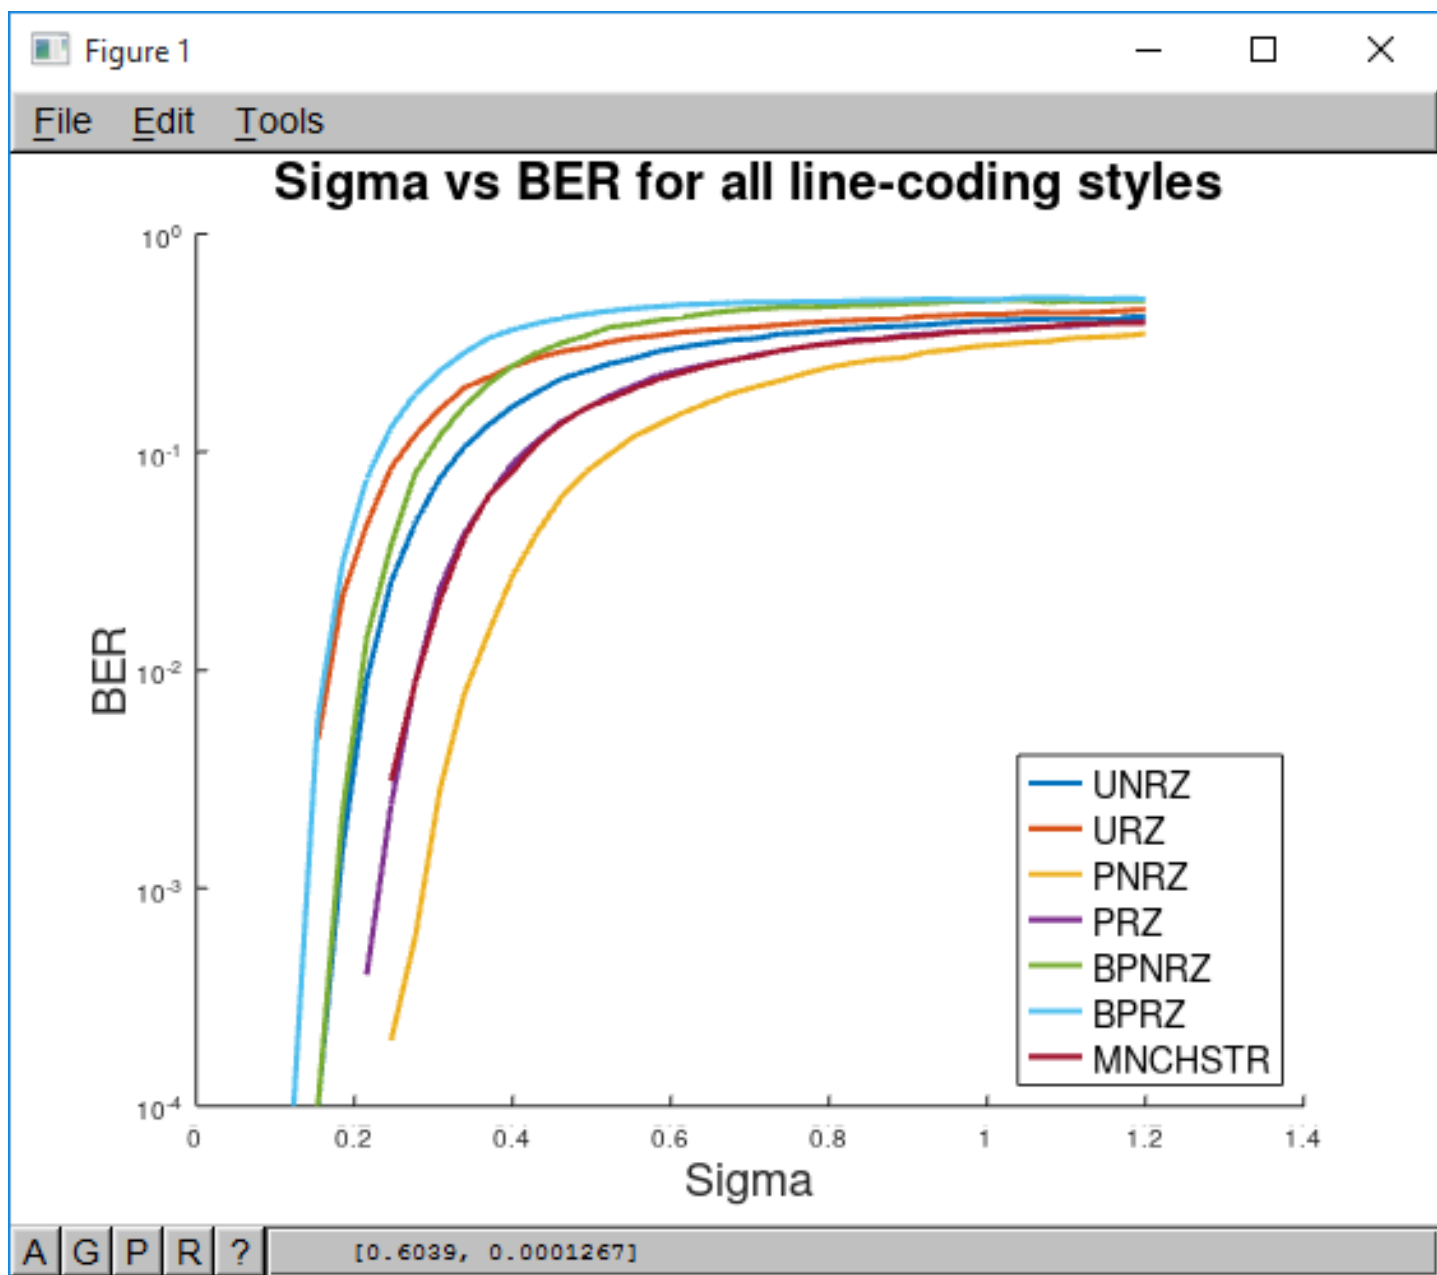 Figure 1
File Edit Tools
Sigma vs BER for all line-coding styles
10^0
10^-1
10^-2
10^-3
10^-4
BER
0 0.2 0.4 0.6 0.8 1 1.2 1.4
Sigma
UNRZ
URZ
PNRZ
PRZ
BPNRZ
BPRZ
MNCHSTR
A G P R ? [0.6039, 0.0001267]